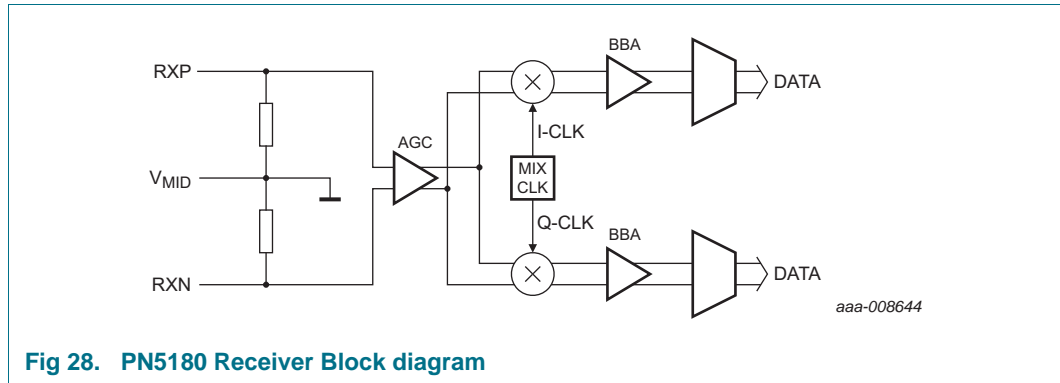 RXP
VMID
RXN
AGC
BBA
DATA
I-CLK
MIX
CLK
Q-CLK
BBA
DATA
aaa-008644
Fig 28. PN5180 Receiver Block diagram